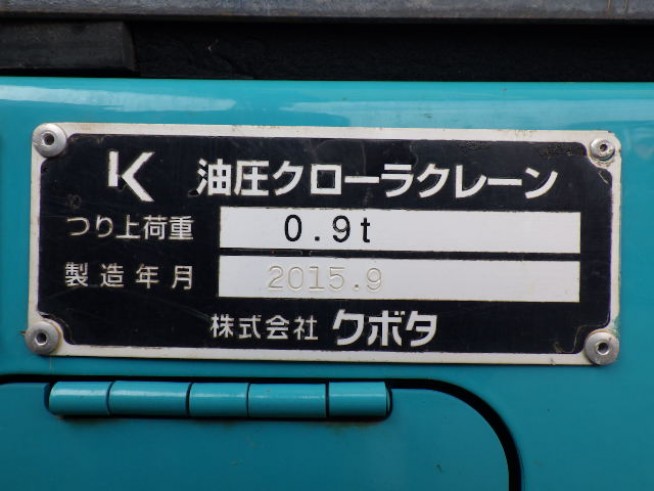 K 油圧クローラクレーン
つり上荷重 0.9t
製造年月 2015.9
株式会社 クボタ